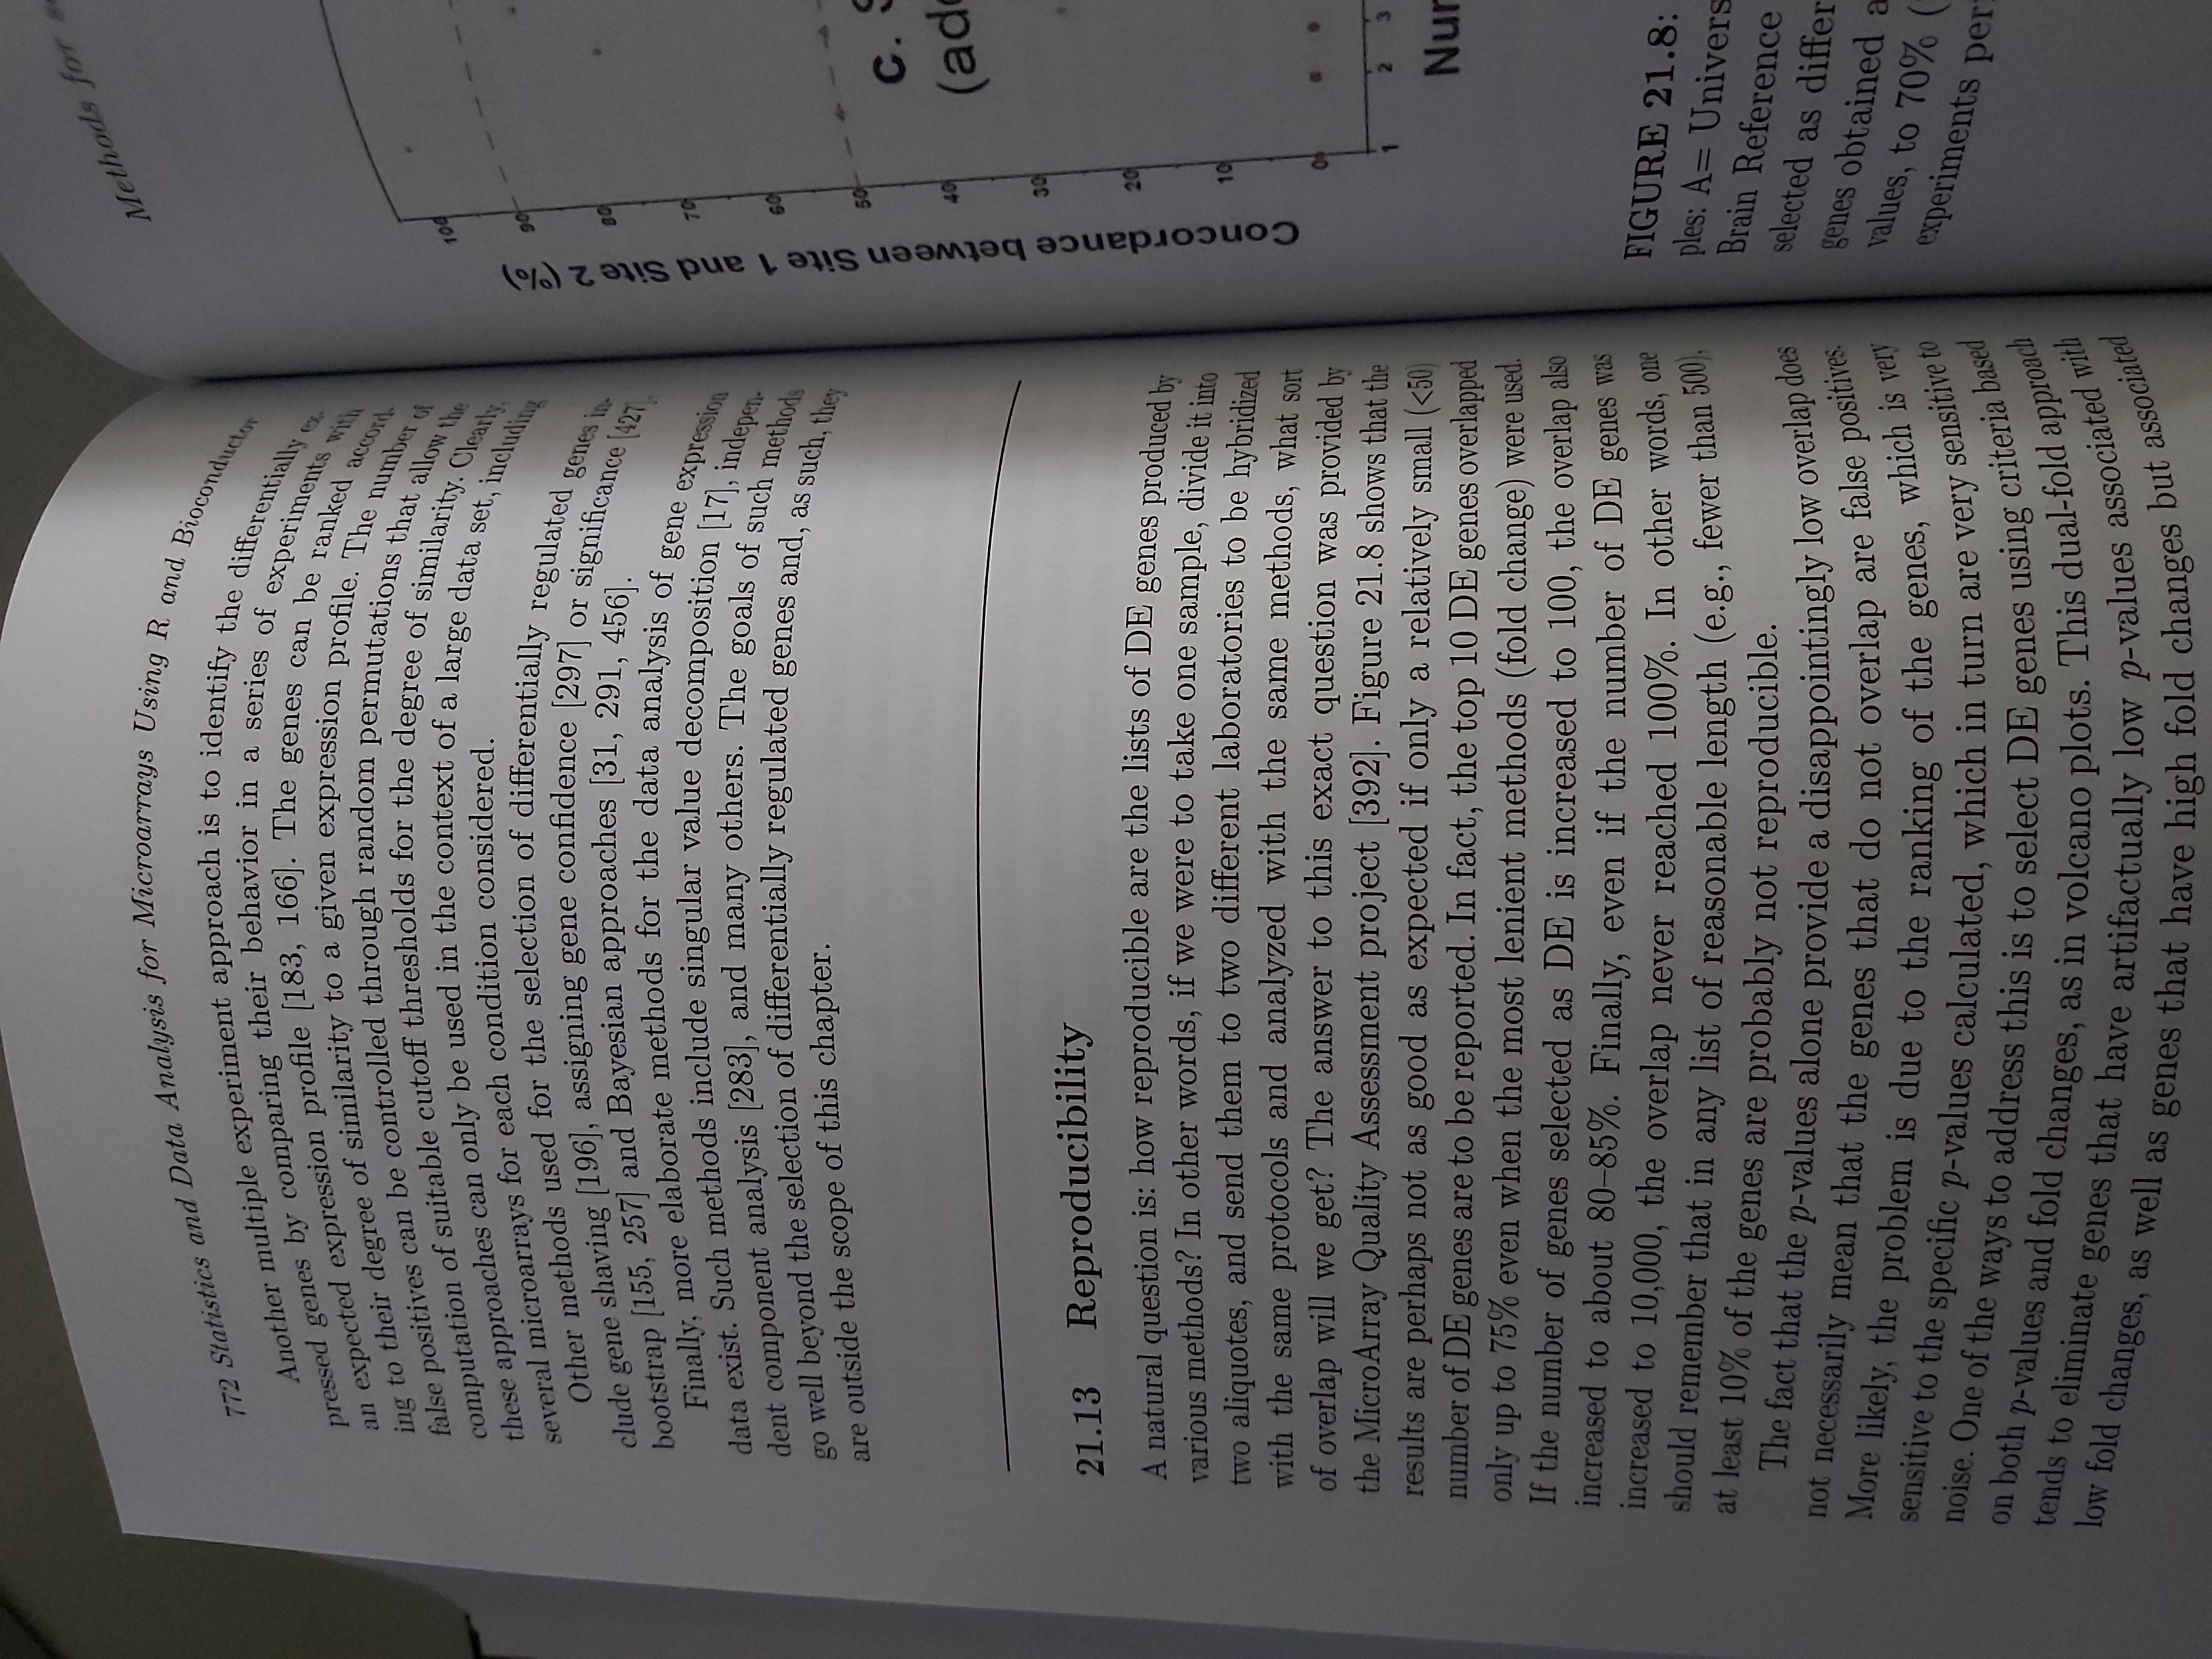 772 Statistics and Data Analysis for Microarrays Using R and Bioconductor
Another multiple experiment approach is to identify the differentially ex-
pressed genes by comparing their behavior in a series of experiments with
an expected expression profile [183, 166]. The genes can be ranked accord-
ing to their degree of similarity to a given expression profile. The number of
false positives can be controlled through random permutations that allow the
computation of suitable cutoff thresholds for the degree of similarity. Clearly,
these approaches can only be used in the context of a large data set, including
several microarrays for each condition considered.
Other methods used for the selection of differentially regulated genes in-
clude gene shaving [196], assigning gene confidence [297] or significance [427],
bootstrap [155, 257] and Bayesian approaches [31, 291, 456].
Finally, more elaborate methods for the data analysis of gene expression
data exist. Such methods include singular value decomposition [17], indepen-
dent component analysis [283], and many others. The goals of such methods
go well beyond the selection of differentially regulated genes and, as such, they
are outside the scope of this chapter.
21.13 Reproducibility
A natural question is: how reproducible are the lists of DE genes produced by
various methods? In other words, if we were to take one sample, divide it into
two aliquotes, and send them to two different laboratories to be hybridized
with the same protocols and analyzed with the same methods, what sort
of overlap will we get? The answer to this exact question was provided by
the MicroArray Quality Assessment project [392]. Figure 21.8 shows that the
results are perhaps not as good as expected if only a relatively small (<50)
number of DE genes are to be reported. In fact, the top 10 DE genes overlapped
only up to 75% even when the most lenient methods (fold change) were used.
If the number of genes selected as DE is increased to 100, the overlap also
increased to about 80–85%. Finally, even if the number of DE genes was
increased to 10,000, the overlap never reached 100%. In other words, one
should remember that in any list of reasonable length (e.g., fewer than 500),
at least 10% of the genes are probably not reproducible.
The fact that the p-values alone provide a disappointingly low overlap does
not necessarily mean that the genes that do not overlap are false positives.
More likely, the problem is due to the ranking of the genes, which is very
sensitive to the specific p-values calculated, which in turn are very sensitive to
noise. One of the ways to address this is to select DE genes using criteria based
on both p-values and fold changes, as in volcano plots. This dual-fold approach
tends to eliminate genes that have artifactually low p-values associated with
low fold changes, as well as genes that have high fold changes but associated
Methods for
Concordance between Site 1 and Site 2 (%)
100
90
80
70
60
50
40
30
20
10
0
1 2 3
c.
(ad
Nu
FIGURE 21.8:
ples: A= Univers
Brain Reference
selected as differ
genes obtained a
values, to 70% (
experiments per